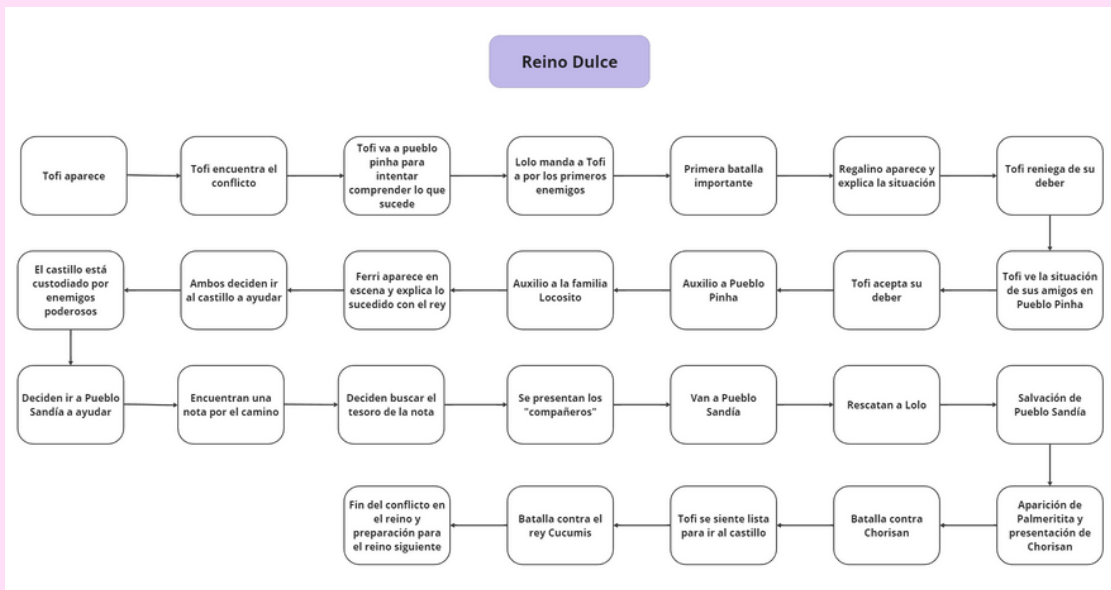 Reino Dulce
Tofi aparece
Tofi encuentra el
conflicto
Tofi va a pueblo
pinha para
intentar
comprender lo que
sucede
Lolo manda a Tofi
a por los primeros
enemigos
Primera batalla
importante
Regalino aparece y
explica la situación
Tofi reniega de su
deber
Tofi ve la situación
de sus amigos en
Pueblo Pinha
Tofi acepta su
deber
Auxilio a Pueblo
Pinha
Auxilio a la familia
Locosito
Ferri aparece en
escena y explica lo
sucedido con el rey
Ambos deciden ir
al castillo a ayudar
El castillo está
custodiado por
enemigos
poderosos
Deciden ir a Pueblo
Sandía a ayudar
Encuentran una
nota por el camino
Deciden buscar el
tesoro de la nota
Se presentan los
"compañeros"
Van a Pueblo
Sandía
Rescatan a Lolo
Salvación de
Pueblo Sandía
Aparición de
Palmeritita y
presentación de
Chorisan
Batalla contra
Chorisan
Tofi se siente lista
para ir al castillo
Batalla contra el
rey Cucumis
Fin del conflicto en
el reino y
preparación para
el reino siguiente